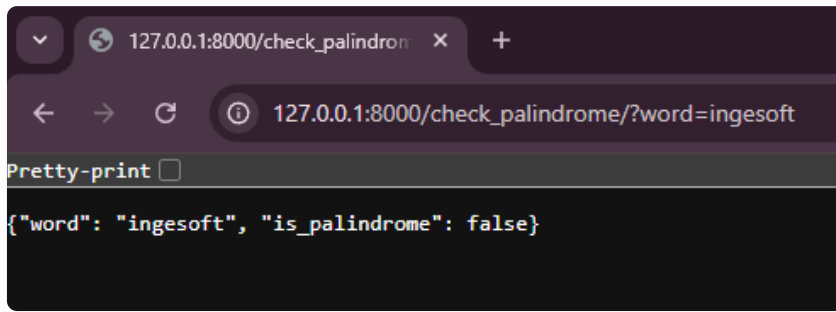 127.0.0.1:8000/check_palindrom
127.0.0.1:8000/check_palindrome/?word=ingesoft
Pretty-print
{"word": "ingesoft", "is_palindrome": false}